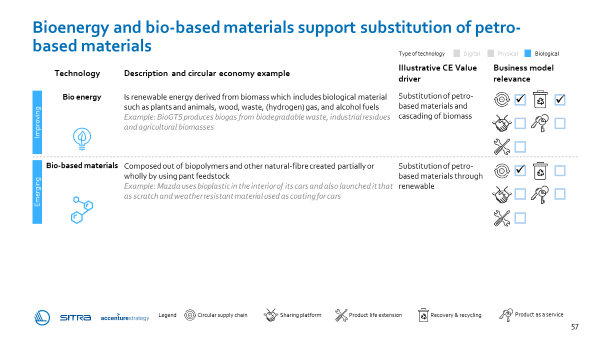 Bioenergy and bio-based materials support substitution of petro-
based materials
Type of technology Digital Physical Biological
Technology
Description and circular economy example
Illustrative CE Value
driver
Business model
relevance
Improving
Bio energy
Is renewable energy derived from biomass which includes biological material
such as plants and animals, wood, waste, (hydrogen) gas, and alcohol fuels
Example: BioGTS produces biogas from biodegradable waste, industrial residues
and agricultural biomasses
Substitution of petro-
based materials and
cascading of biomass
Emerging
Bio-based materials
Composed out of biopolymers and other natural-fibre created partially or
wholly by using pant feedstock
Example: Mazda uses bioplastic in the interior of its cars and also launched it that
as scratch and weather resistant material used as coating for cars
Substitution of petro-
based materials through
renewable
SITRA accenturestrategy Legend Circular supply chain Sharing platform Product life extension Recovery & recycling Product as a service
57